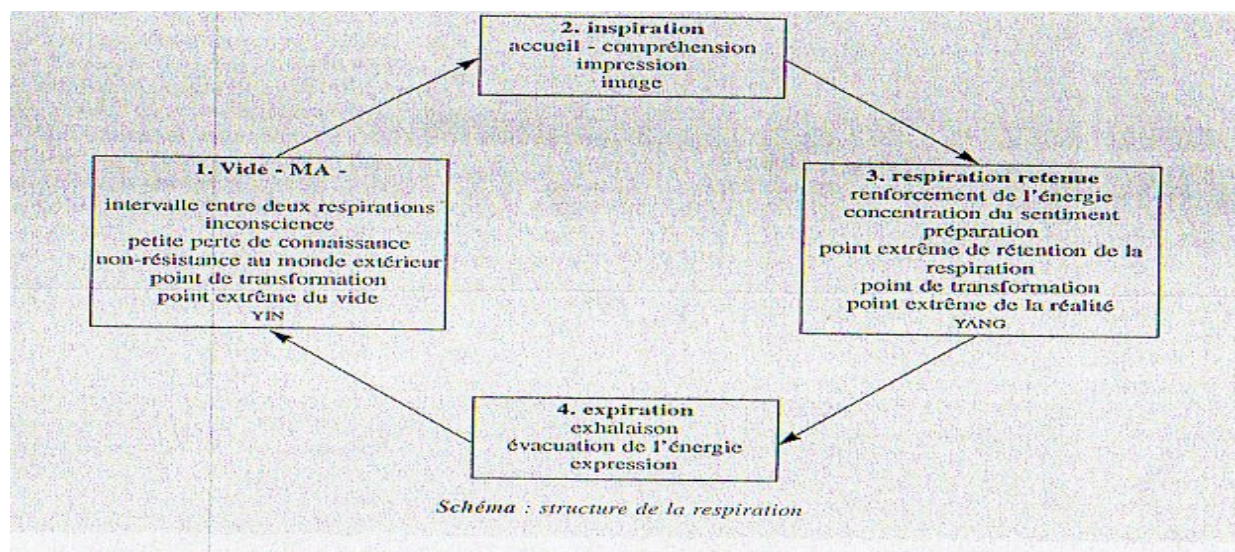 2. inspiration
accueil - compréhension
impression
image
1. Vide - MA -
intervalle entre deux respirations
inconscience
petite perte de connaissance
non-résistance au monde extérieur
point de transformation
point extrême du vide
YIN
3. respiration retenue
renforcement de l'énergie
concentration du sentiment
préparation
point extrême de rétention de la
respiration
point de transformation
point extrême de la réalité
YANG
4. expiration
exhalaison
évacuation de l'énergie
expression
Schéma : structure de la respiration